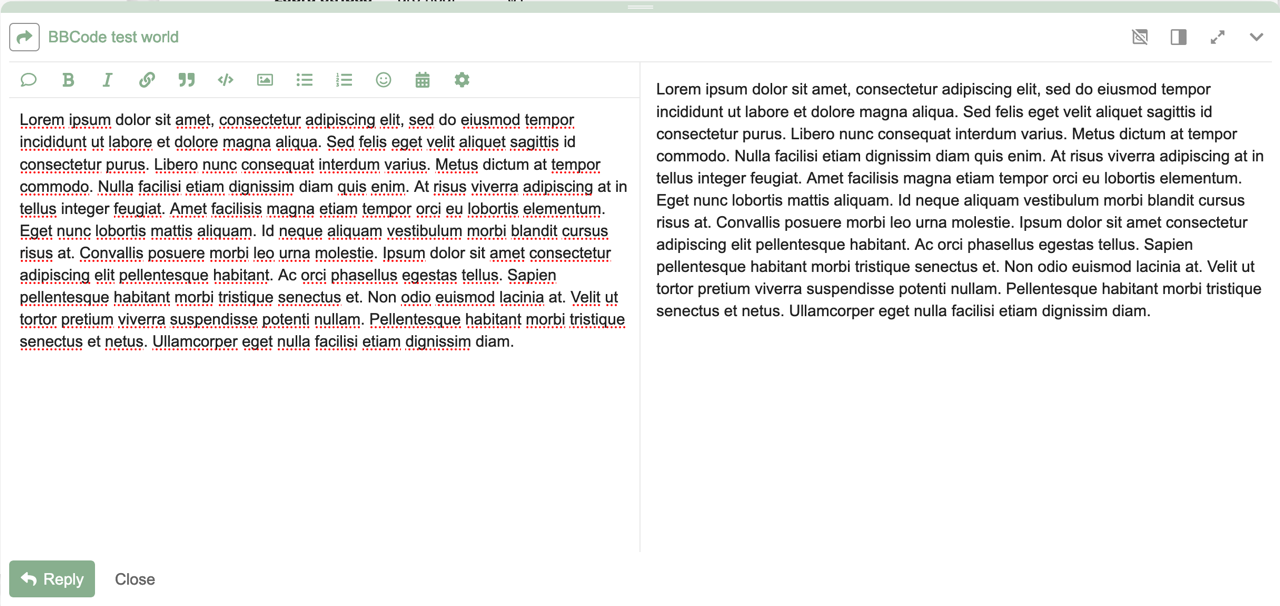 BBCode test world
Lorem ipsum dolor sit amet, consectetur adipiscing elit, sed do eiusmod tempor
incididunt ut labore et dolore magna aliqua. Sed felis eget velit aliquet sagittis id
consectetur purus. Libero nunc consequat interdum varius. Metus dictum at tempor
commodo. Nulla facilisi etiam dignissim diam quis enim. At risus viverra adipiscing at in
tellus integer feugiat. Amet facilisis magna etiam tempor orci eu lobortis elementum.
Eget nunc lobortis mattis aliquam. Id neque aliquam vestibulum morbi blandit cursus
risus at. Convallis posuere morbi leo urna molestie. Ipsum dolor sit amet consectetur
adipiscing elit pellentesque habitant. Ac orci phasellus egestas tellus. Sapien
pellentesque habitant morbi tristique senectus et. Non odio euismod lacinia at. Velit ut
tortor pretium viverra suspendisse potenti nullam. Pellentesque habitant morbi tristique
senectus et netus. Ullamcorper eget nulla facilisi etiam dignissim diam.
Lorem ipsum dolor sit amet, consectetur adipiscing elit, sed do eiusmod tempor
incididunt ut labore et dolore magna aliqua. Sed felis eget velit aliquet sagittis id
consectetur purus. Libero nunc consequat interdum varius. Metus dictum at tempor
commodo. Nulla facilisi etiam dignissim diam quis enim. At risus viverra adipiscing at in
tellus integer feugiat. Amet facilisis magna etiam tempor orci eu lobortis elementum.
Eget nunc lobortis mattis aliquam. Id neque aliquam vestibulum morbi blandit cursus
risus at. Convallis posuere morbi leo urna molestie. Ipsum dolor sit amet consectetur
adipiscing elit pellentesque habitant. Ac orci phasellus egestas tellus. Sapien
pellentesque habitant morbi tristique senectus et. Non odio euismod lacinia at. Velit ut
tortor pretium viverra suspendisse potenti nullam. Pellentesque habitant morbi tristique
senectus et netus. Ullamcorper eget nulla facilisi etiam dignissim diam.
Reply Close